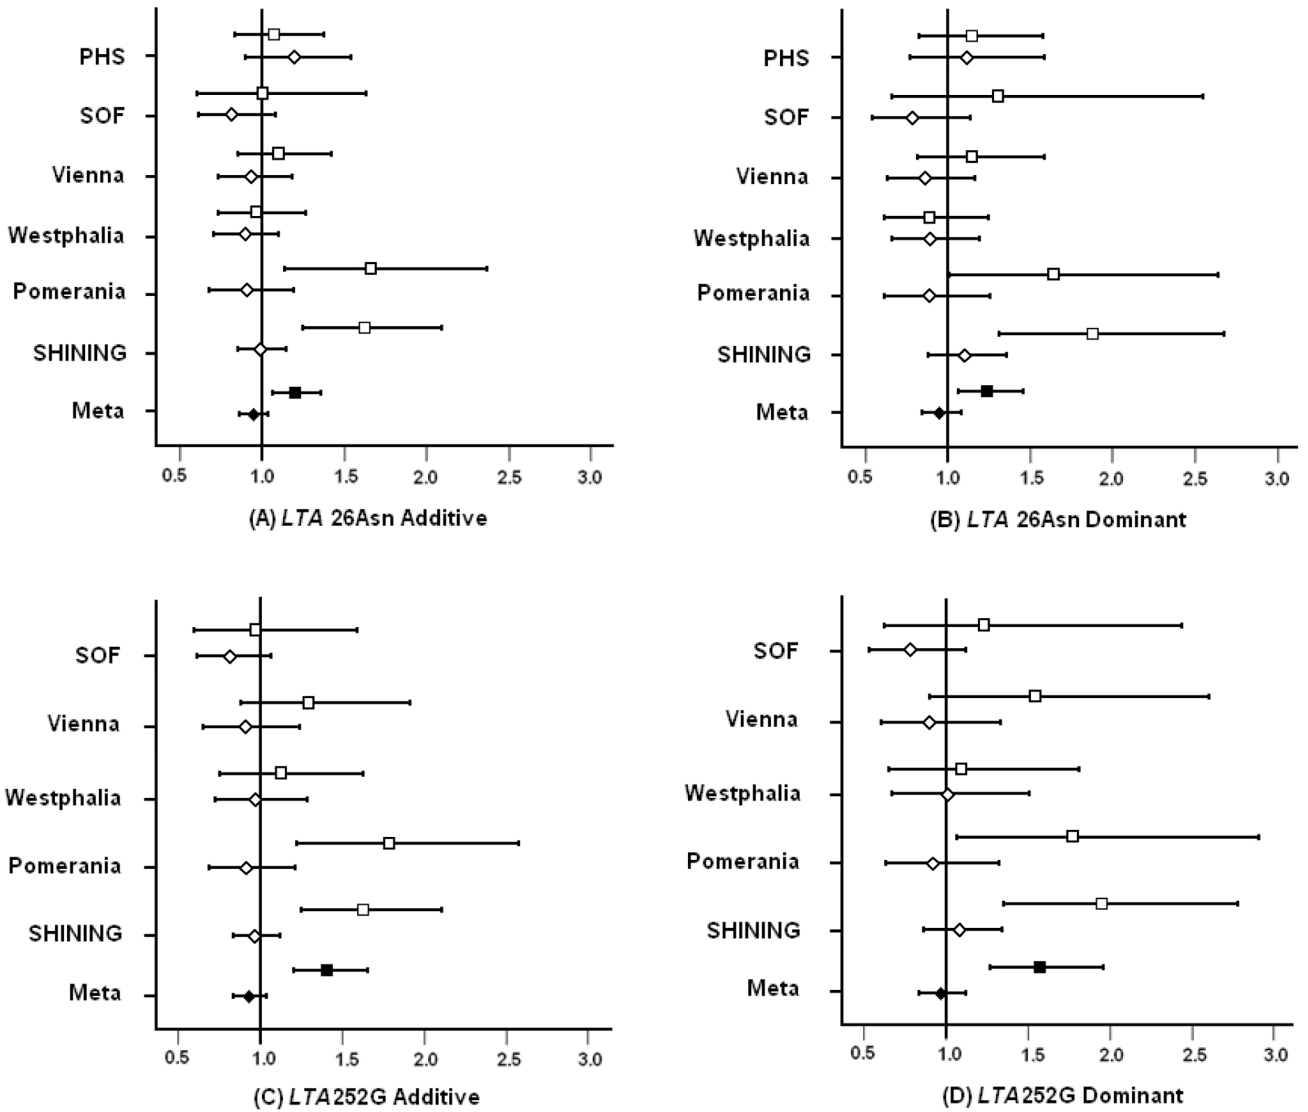 PHS
SOF
Vienna
Westphalia
Pomerania
SHINING
Meta
0.5 1.0 1.5 2.0 2.5 3.0
(A) LTA 26Asn Additive
PHS
SOF
Vienna
Westphalia
Pomerania
SHINING
Meta
0.5 1.0 1.5 2.0 2.5 3.0
(B) LTA 26Asn Dominant
SOF
Vienna
Westphalia
Pomerania
SHINING
Meta
0.5 1.0 1.5 2.0 2.5 3.0
(C) LTA252G Additive
SOF
Vienna
Westphalia
Pomerania
SHINING
Meta
0.5 1.0 1.5 2.0 2.5 3.0
(D) LTA252G Dominant